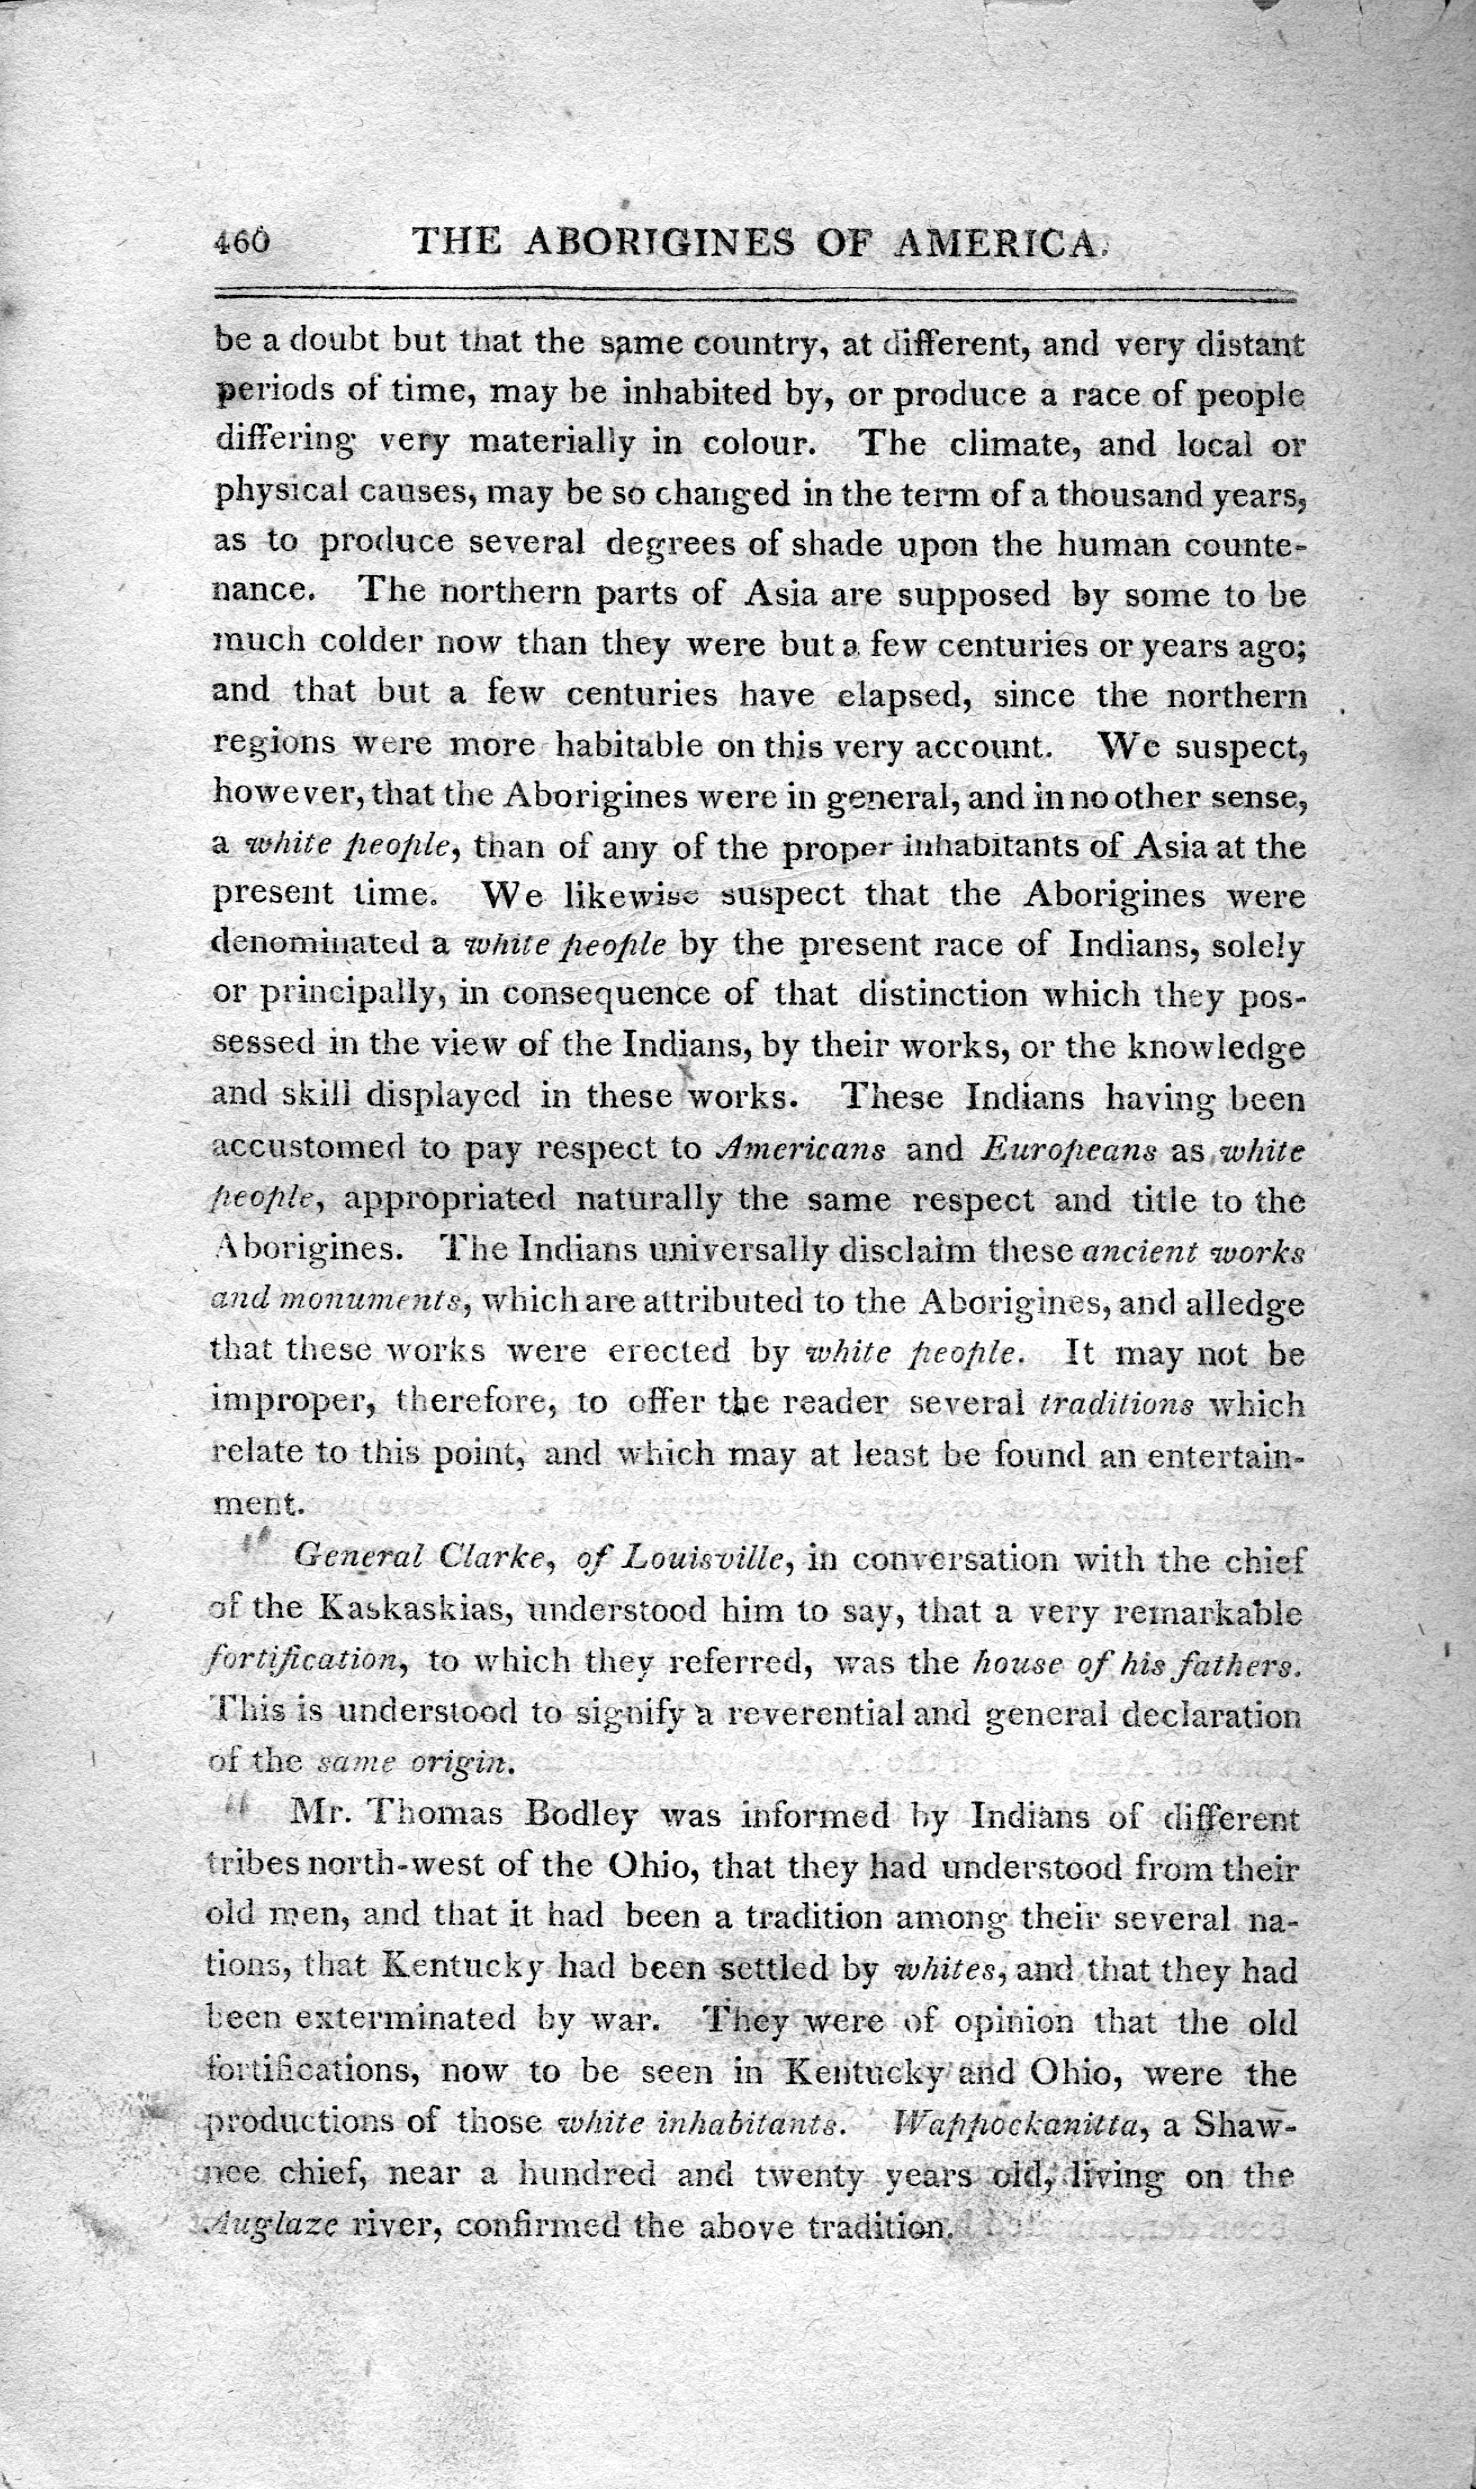 460 THE ABORIGINES OF AMERICA.
be a doubt but that the same country, at different, and very distant
periods of time, may be inhabited by, or produce a race of people
differing very materially in colour. The climate, and local or
physical causes, may be so changed in the term of a thousand years,
as to produce several degrees of shade upon the human counte-
nance. The northern parts of Asia are supposed by some to be
much colder now than they were but a few centuries or years ago;
and that but a few centuries have elapsed, since the northern
regions were more habitable on this very account. We suspect,
however, that the Aborigines were in general, and in no other sense,
a white people, than of any of the proper inhabitants of Asia at the
present time. We likewise suspect that the Aborigines were
denominated a white people by the present race of Indians, solely
or principally, in consequence of that distinction which they pos-
sessed in the view of the Indians, by their works, or the knowledge
and skill displayed in these works. These Indians having been
accustomed to pay respect to Americans and Europeans as white
people, appropriated naturally the same respect and title to the
Aborigines. The Indians universally disclaim these ancient works
and monuments, which are attributed to the Aborigines, and alledge
that these works were erected by white people. It may not be
improper, therefore, to offer the reader several traditions which
relate to this point, and which may at least be found an entertain-
ment.
" General Clarke, of Louisville, in conversation with the chief
of the Kaskaskias, understood him to say, that a very remarkable
fortification, to which they referred, was the house of his fathers.
This is understood to signify a reverential and general declaration
of the same origin.
" Mr. Thomas Bodley was informed by Indians of different
tribes north-west of the Ohio, that they had understood from their
old men, and that it had been a tradition among their several na-
tions, that Kentucky had been settled by whites, and that they had
been exterminated by war. They were of opinion that the old
fortifications, now to be seen in Kentucky and Ohio, were the
productions of those white inhabitants. Wappockanitta, a Shaw-
nee chief, near a hundred and twenty years old, living on the
Auglaze river, confirmed the above tradition.